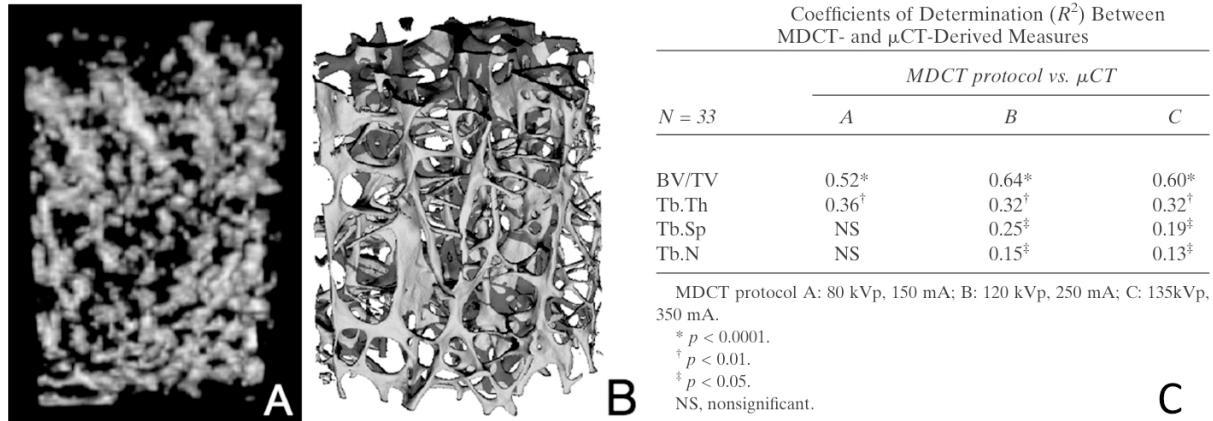 A
B
Coefficients of Determination (R²) Between
MDCT- and μCT-Derived Measures
MDCT protocol vs. μCT
N = 33 A B C
BV/TV 0.52* 0.64* 0.60*
Tb.Th 0.36† 0.32† 0.32†
Tb.Sp NS 0.25‡ 0.19‡
Tb.N NS 0.15‡ 0.13‡
MDCT protocol A: 80 kVp, 150 mA; B: 120 kVp, 250 mA; C: 135kVp,
350 mA.
* p < 0.0001.
† p < 0.01.
‡ p < 0.05.
NS, nonsignificant.
C